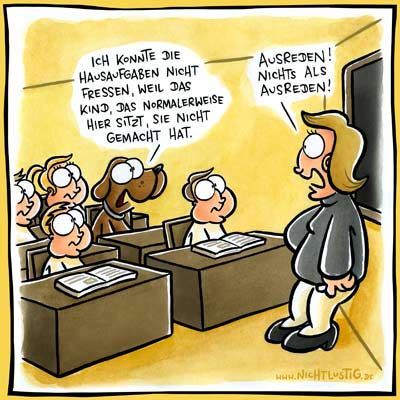 ICH KONNTE DIE
HAUSAUFGABEN NICHT
FRESSEN, WEIL DAS
KIND, DAS NORMALERWEISE
HIER SITZT, SIE NICHT
GEMACHT HAT.
AUSREDEN!
NICHTS ALS
AUSREDEN!
WWW.NICHTLUSTIG.DE